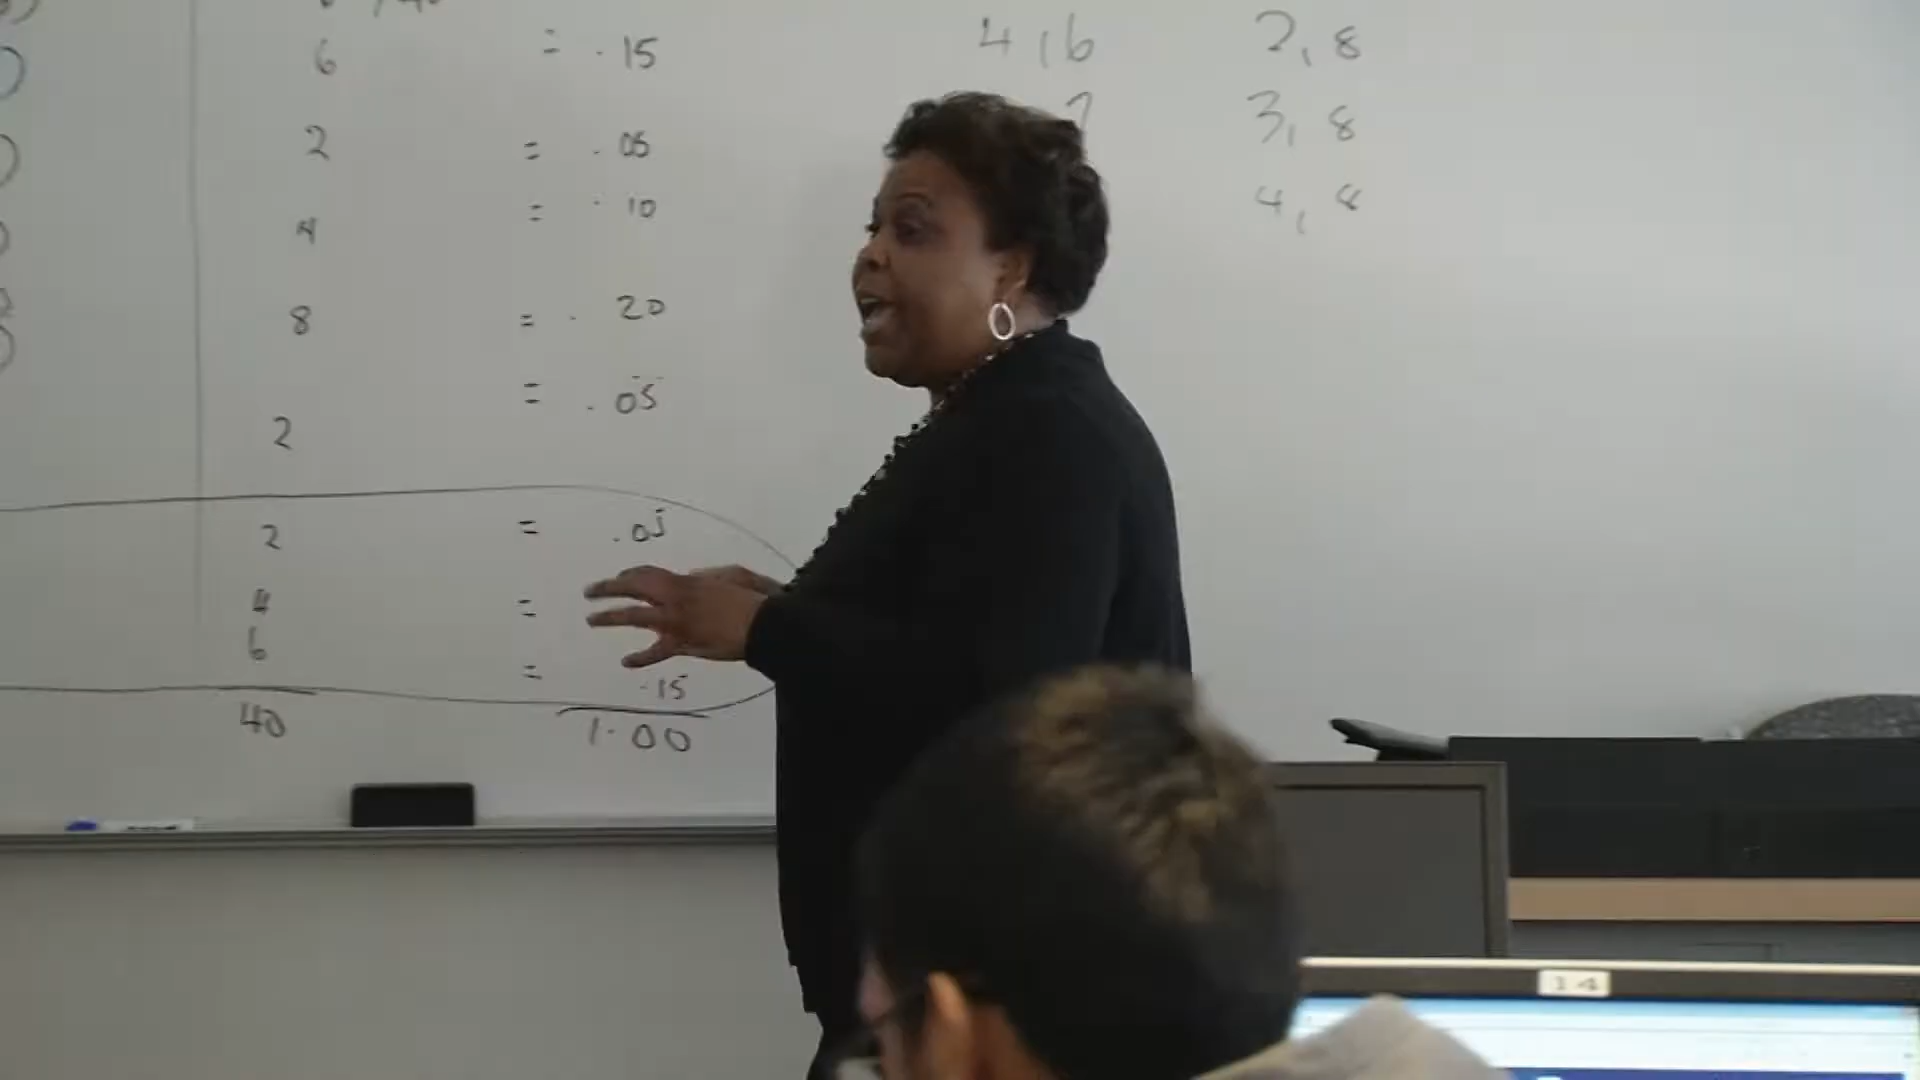 6 = .15
2 = .05
4 = .10
8 = .20
2 = .05
2 = .05
4 =
6 = .15
40 1.00
4, 6
2, 8
3, 8
4, 8
14